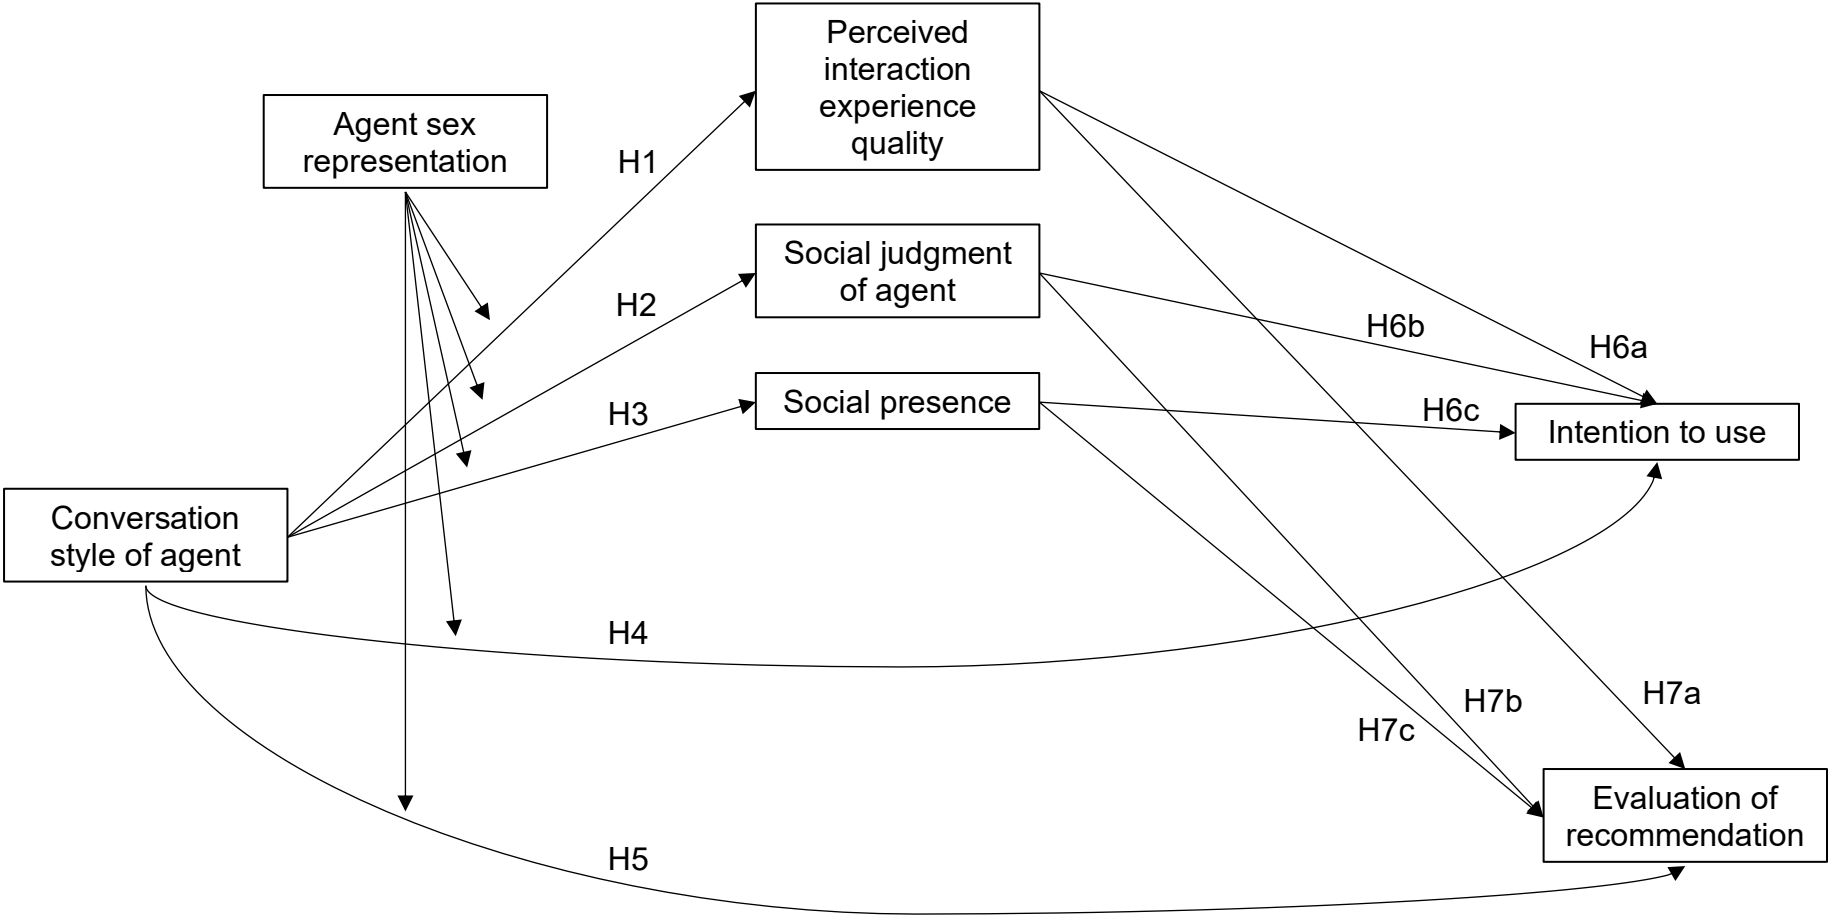 Perceived
interaction
experience
quality
Agent sex
representation
H1
Social judgment
of agent
H2
H6b
H6a
Social presence
H3
H6c
Intention to use
Conversation
style of agent
H4
H7a
H7b
H7c
Evaluation of
recommendation
H5